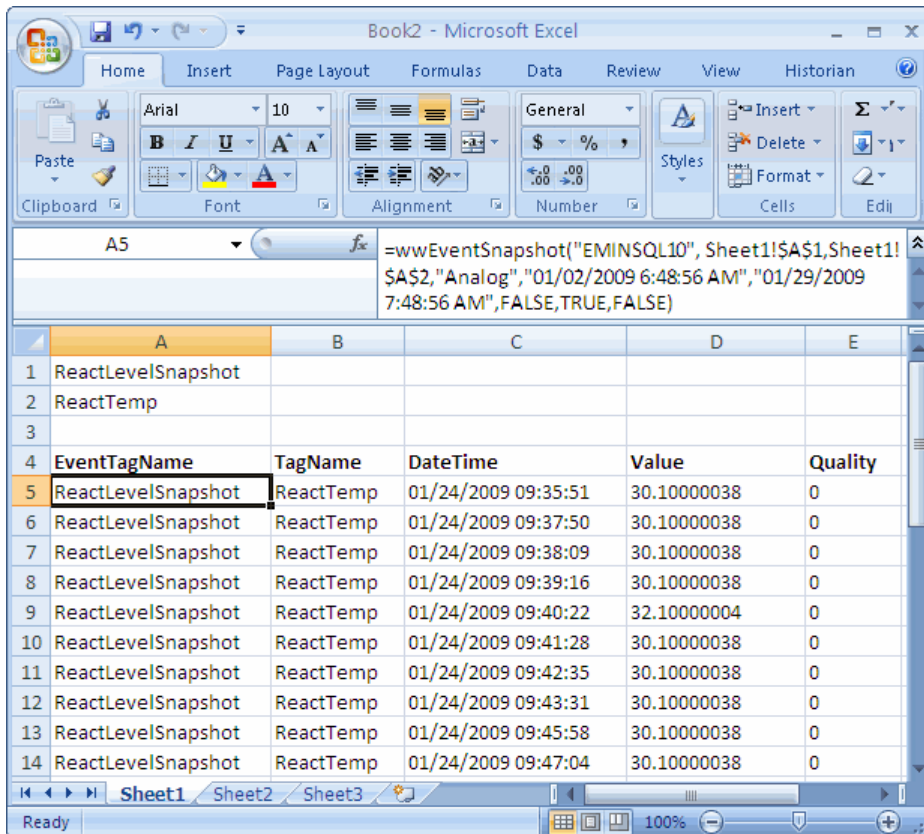 Book2 - Microsoft Excel
Home Insert Page Layout Formulas Data Review View Historian
Paste
Clipboard
Arial 10
B I U A A
A
Font
Alignment
General
$ % ,
.00 .0 .00
Number
A
Styles
Insert
Delete
Format
Cells
Σ
Edi
A5 fx =wwEventSnapshot("EMINSQL10", Sheet1!$A$1,Sheet1!
$A$2,"Analog","01/02/2009 6:48:56 AM","01/29/2009
7:48:56 AM",FALSE,TRUE,FALSE)
A B C D E
1 ReactLevelSnapshot
2 ReactTemp
3
4 EventTagName TagName DateTime Value Quality
5 ReactLevelSnapshot ReactTemp 01/24/2009 09:35:51 30.10000038 0
6 ReactLevelSnapshot ReactTemp 01/24/2009 09:37:50 30.10000038 0
7 ReactLevelSnapshot ReactTemp 01/24/2009 09:38:09 30.10000038 0
8 ReactLevelSnapshot ReactTemp 01/24/2009 09:39:16 30.10000038 0
9 ReactLevelSnapshot ReactTemp 01/24/2009 09:40:22 32.10000004 0
10 ReactLevelSnapshot ReactTemp 01/24/2009 09:41:28 30.10000038 0
11 ReactLevelSnapshot ReactTemp 01/24/2009 09:42:35 30.10000038 0
12 ReactLevelSnapshot ReactTemp 01/24/2009 09:43:31 30.10000038 0
13 ReactLevelSnapshot ReactTemp 01/24/2009 09:45:58 30.10000038 0
14 ReactLevelSnapshot ReactTemp 01/24/2009 09:47:04 30.10000038 0
Sheet1 Sheet2 Sheet3
Ready 100%